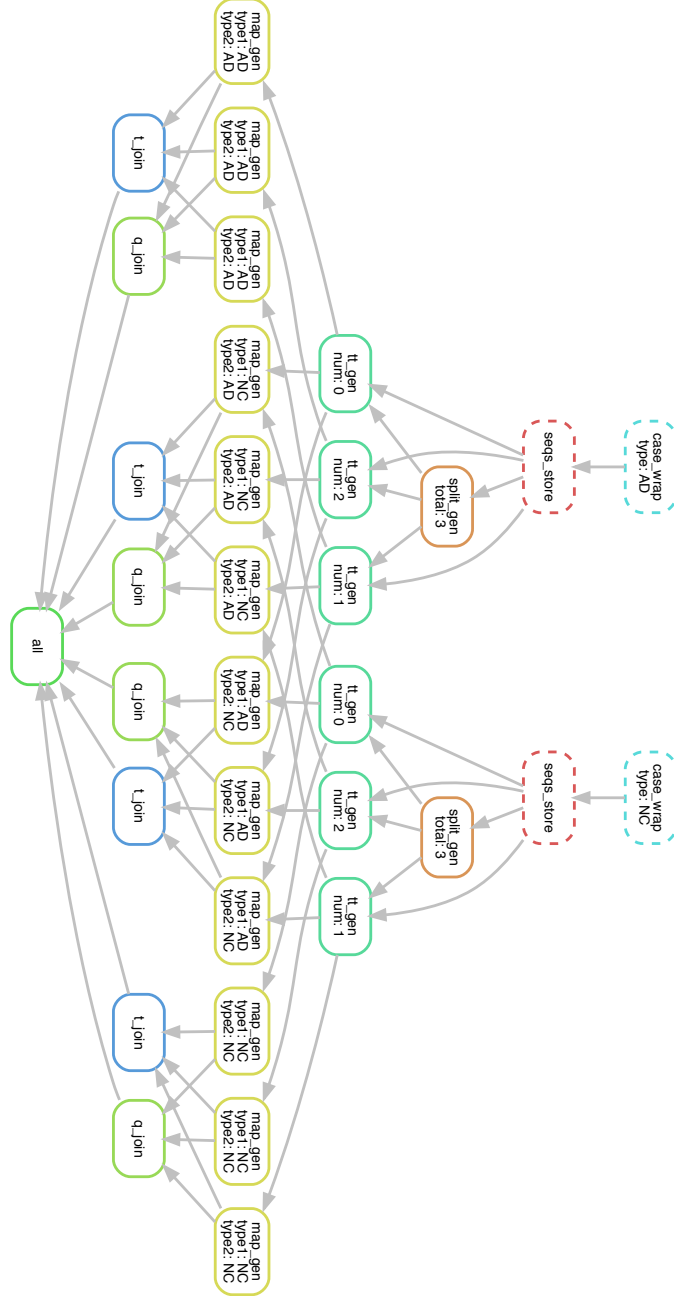 case_wrap
type: AD
case_wrap
type: NC
seqs_store
seqs_store
split_gen
total: 3
split_gen
total: 3
tt_gen
num: 0
tt_gen
num: 2
tt_gen
num: 1
tt_gen
num: 0
tt_gen
num: 2
tt_gen
num: 1
map_gen
type1: AD
type2: AD
map_gen
type1: AD
type2: AD
map_gen
type1: AD
type2: AD
map_gen
type1: NC
type2: AD
map_gen
type1: NC
type2: AD
map_gen
type1: NC
type2: AD
map_gen
type1: AD
type2: NC
map_gen
type1: AD
type2: NC
map_gen
type1: AD
type2: NC
map_gen
type1: NC
type2: NC
map_gen
type1: NC
type2: NC
map_gen
type1: NC
type2: NC
t_join
q_join
t_join
q_join
q_join
t_join
t_join
q_join
all